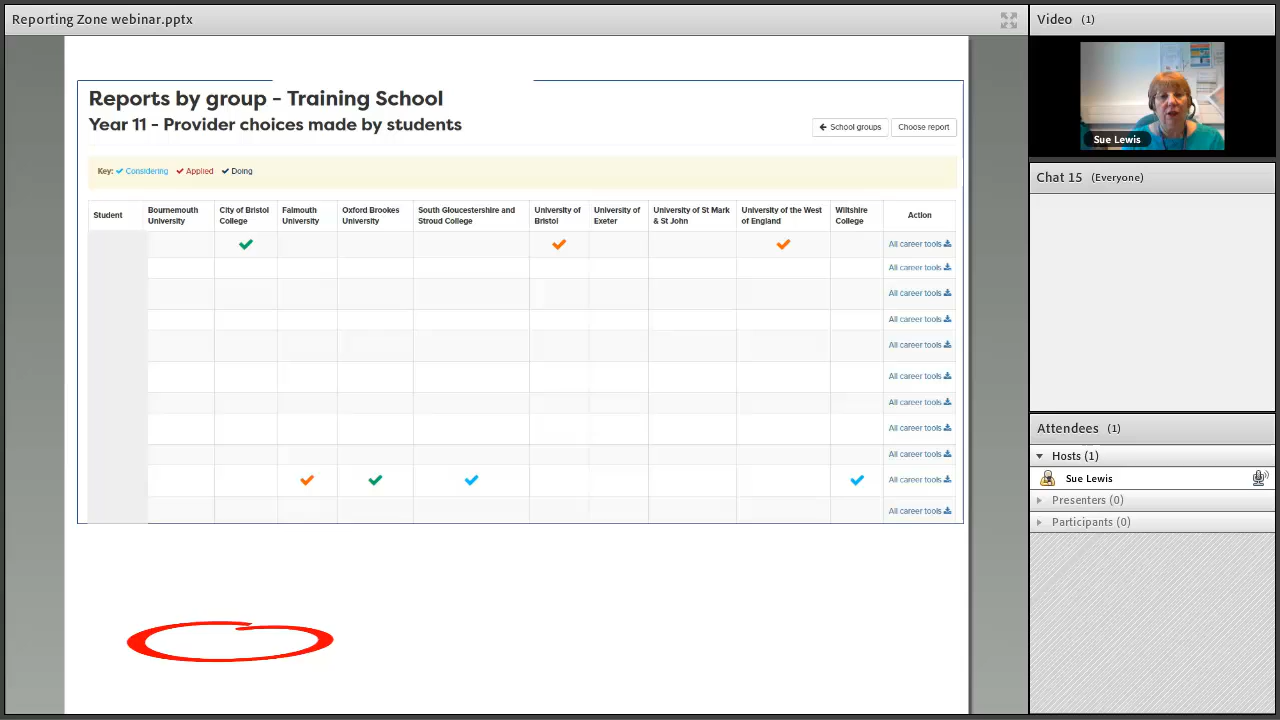 Reporting Zone webinar.pptx
Reports by group - Training School
Year 11 - Provider choices made by students
School groups
Choose report
Key: Considering Applied Doing
Student
Bournemouth
University
City of Bristol
College
Falmouth
University
Oxford Brookes
University
South Gloucestershire and
Stroud College
University of
Bristol
University of
Exeter
University of St Mark
& St John
University of the West
of England
Wiltshire
College
Action
All career tools
All career tools
All career tools
All career tools
All career tools
All career tools
All career tools
All career tools
All career tools
All career tools
All career tools
Video (1)
Sue Lewis
Chat 15 (Everyone)
Attendees (1)
Hosts (1)
Sue Lewis
Presenters (0)
Participants (0)